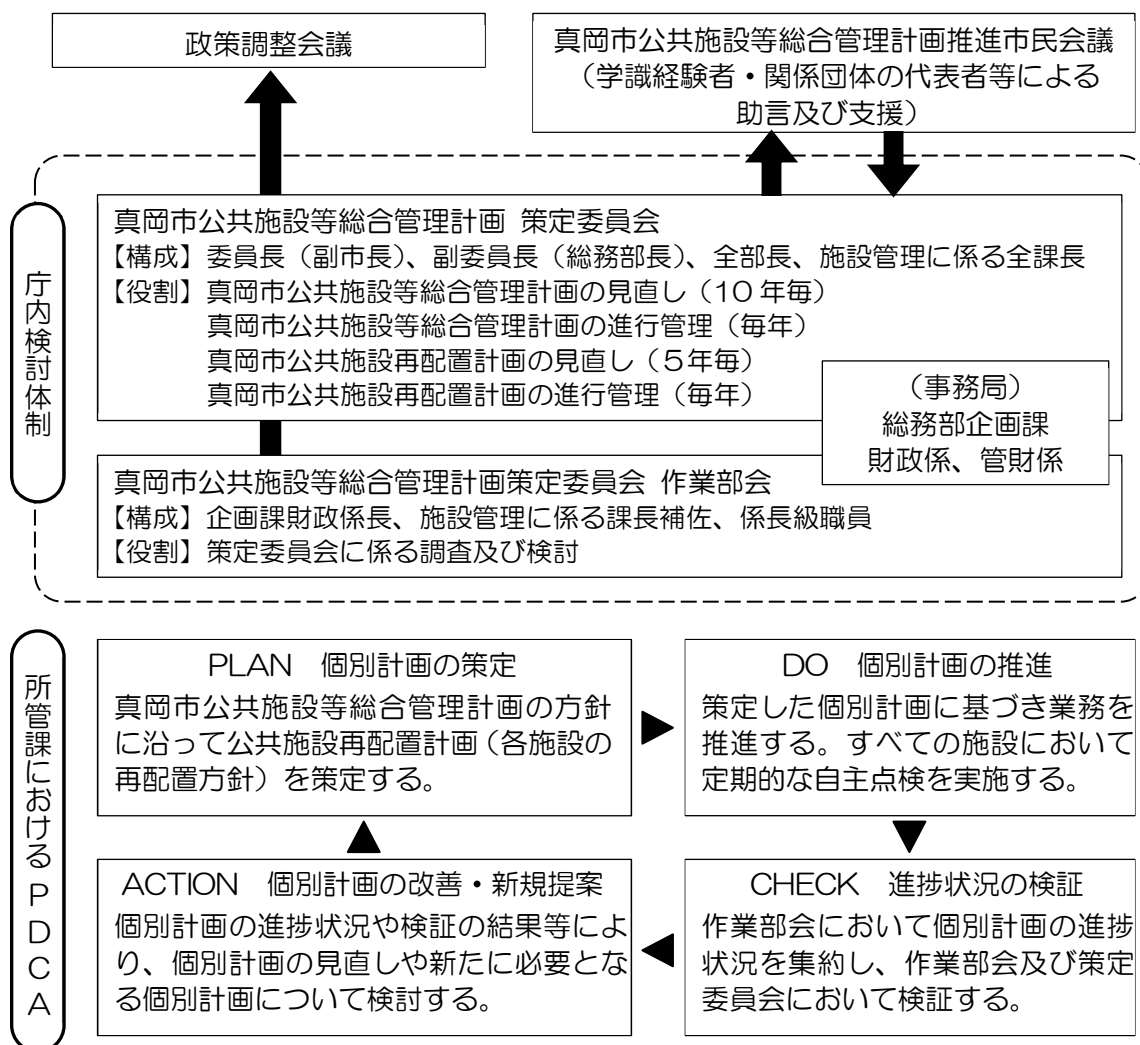 政策調整会議
真岡市公共施設等総合管理計画推進市民会議
（学識経験者・関係団体の代表者等による
助言及び支援）
庁内検討体制
真岡市公共施設等総合管理計画 策定委員会
【構成】委員長（副市長）、副委員長（総務部長）、全部長、施設管理に係る全課長
【役割】真岡市公共施設等総合管理計画の見直し（10年毎）
真岡市公共施設等総合管理計画の進行管理（毎年）
真岡市公共施設再配置計画の見直し（5年毎）
真岡市公共施設再配置計画の進行管理（毎年）
（事務局）
総務部企画課
財政係、管財係
真岡市公共施設等総合管理計画策定委員会 作業部会
【構成】企画課財政係長、施設管理に係る課長補佐、係長級職員
【役割】策定委員会に係る調査及び検討
所管課におけるPDCA
PLAN 個別計画の策定
真岡市公共施設等総合管理計画の方針
に沿って公共施設再配置計画（各施設の
再配置方針）を策定する。
DO 個別計画の推進
策定した個別計画に基づき業務を
推進する。すべての施設において
定期的な自主点検を実施する。
ACTION 個別計画の改善・新規提案
個別計画の進捗状況や検証の結果等によ
り、個別計画の見直しや新たに必要とな
る個別計画について検討する。
CHECK 進捗状況の検証
作業部会において個別計画の進捗
状況を集約し、作業部会及び策定
委員会において検証する。